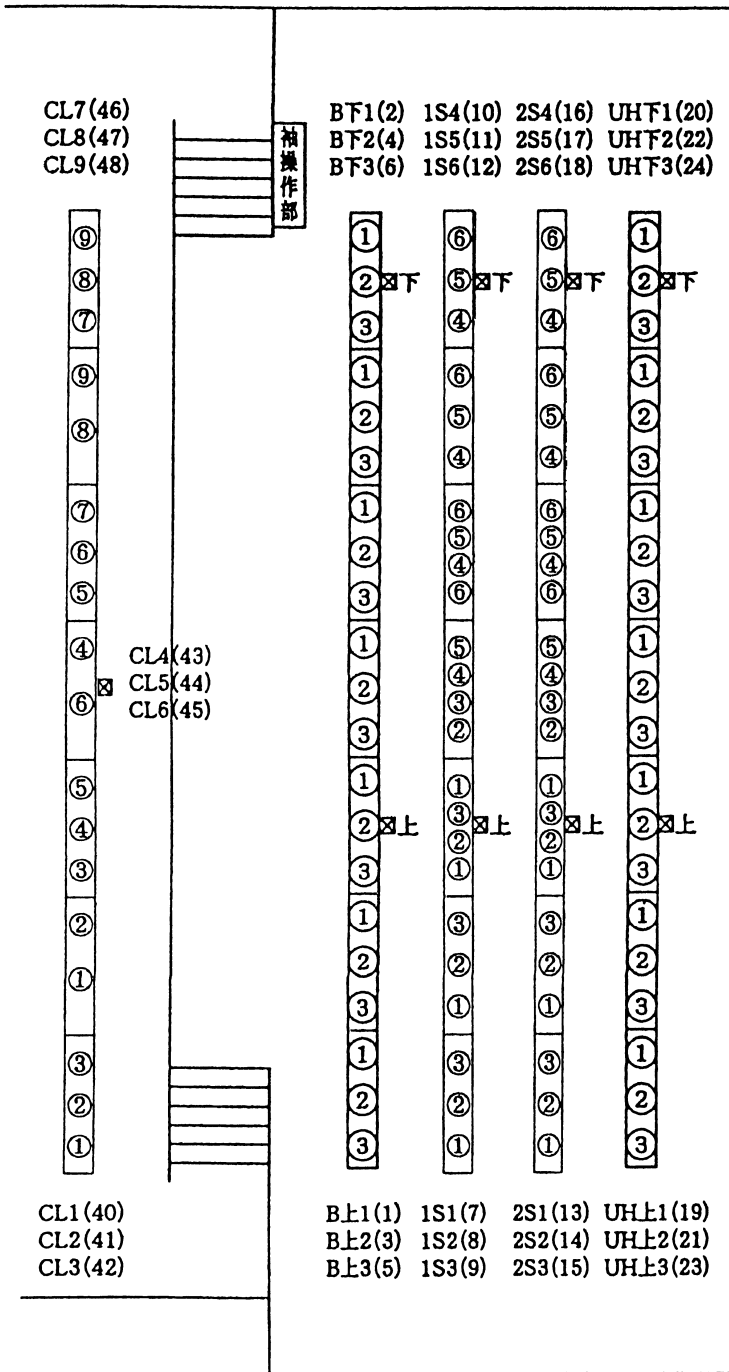 CL7(46)
CL8(47)
CL9(48)
袖操作部
B下1(2) 1S4(10) 2S4(16) UH下1(20)
B下2(4) 1S5(11) 2S5(17) UH下2(22)
B下3(6) 1S6(12) 2S6(18) UH下3(24)
⑨ ⑧ ⑦ ⑨ ⑧ ⑦ ⑥ ⑤ ④ ⑥ ⑤ ④ ③ ② ① ③ ② ①
CL4(43)
CL5(44)
CL6(45)
① ② ③ ① ② ③ ① ② ③ ① ② ③ ① ② ③ ① ② ③ ① ② ③
下
上
⑥ ⑤ ④ ⑥ ⑤ ④ ⑥ ⑤ ④ ⑥ ⑤ ④ ③ ② ① ③ ② ① ③ ② ① ③ ② ①
下
上
⑥ ⑤ ④ ⑥ ⑤ ④ ⑥ ⑤ ④ ⑥ ⑤ ④ ③ ② ① ③ ② ① ③ ② ① ③ ② ①
下
上
① ② ③ ① ② ③ ① ② ③ ① ② ③ ① ② ③ ① ② ③ ① ② ③
下
上
CL1(40)
CL2(41)
CL3(42)
B上1(1) 1S1(7) 2S1(13) UH上1(19)
B上2(3) 1S2(8) 2S2(14) UH上2(21)
B上3(5) 1S3(9) 2S3(15) UH上3(23)